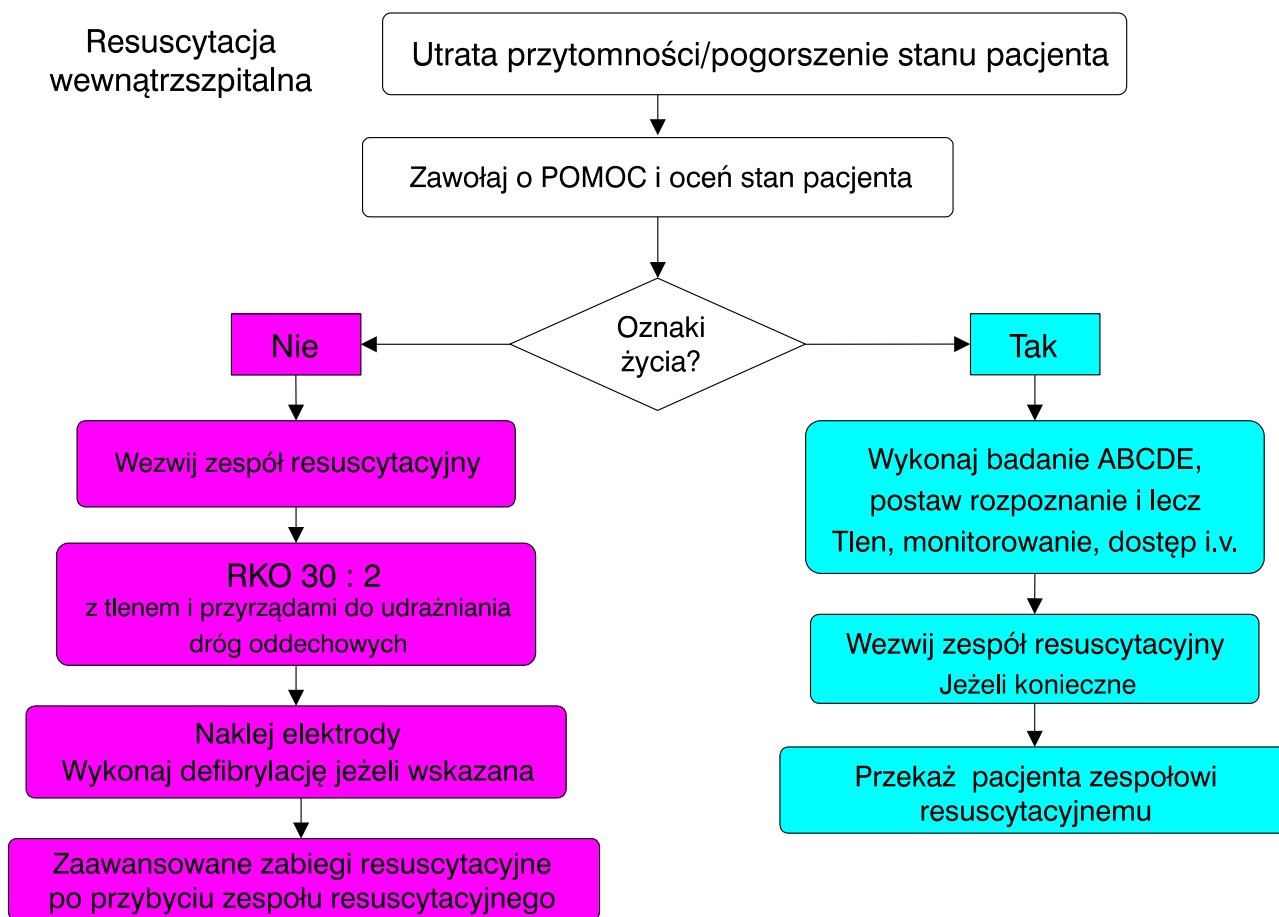 Resuscytacja
wewnątrzszpitalna
Utrata przytomności/pogorszenie stanu pacjenta
Zawołaj o POMOC i oceń stan pacjenta
Oznaki
życia?
Nie
Tak
Wezwij zespół resuscytacyjny
RKO 30 : 2
z tlenem i przyrządami do udrażniania
dróg oddechowych
Naklej elektrody
Wykonaj defibrylację jeżeli wskazana
Zaawansowane zabiegi resuscytacyjne
po przybyciu zespołu resuscytacyjnego
Wykonaj badanie ABCDE,
postaw rozpoznanie i lecz
Tlen, monitorowanie, dostęp i.v.
Wezwij zespół resuscytacyjny
Jeżeli konieczne
Przekaż pacjenta zespołowi
resuscytacyjnemu